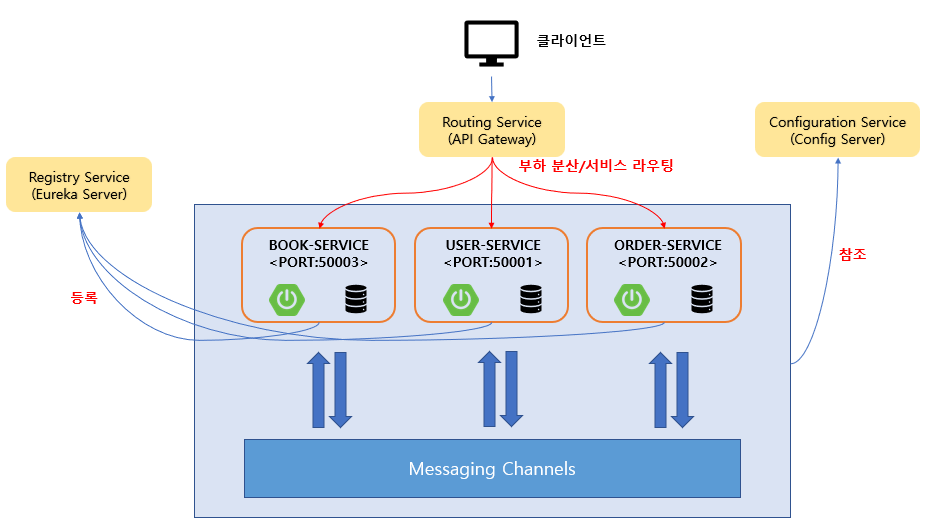 클라이언트
Routing Service
(API Gateway)
Configuration Service
(Config Server)
부하 분산/서비스 라우팅
Registry Service
(Eureka Server)
BOOK-SERVICE
<PORT:50003>
USER-SERVICE
<PORT:50001>
ORDER-SERVICE
<PORT:50002>
참조
등록
Messaging Channels